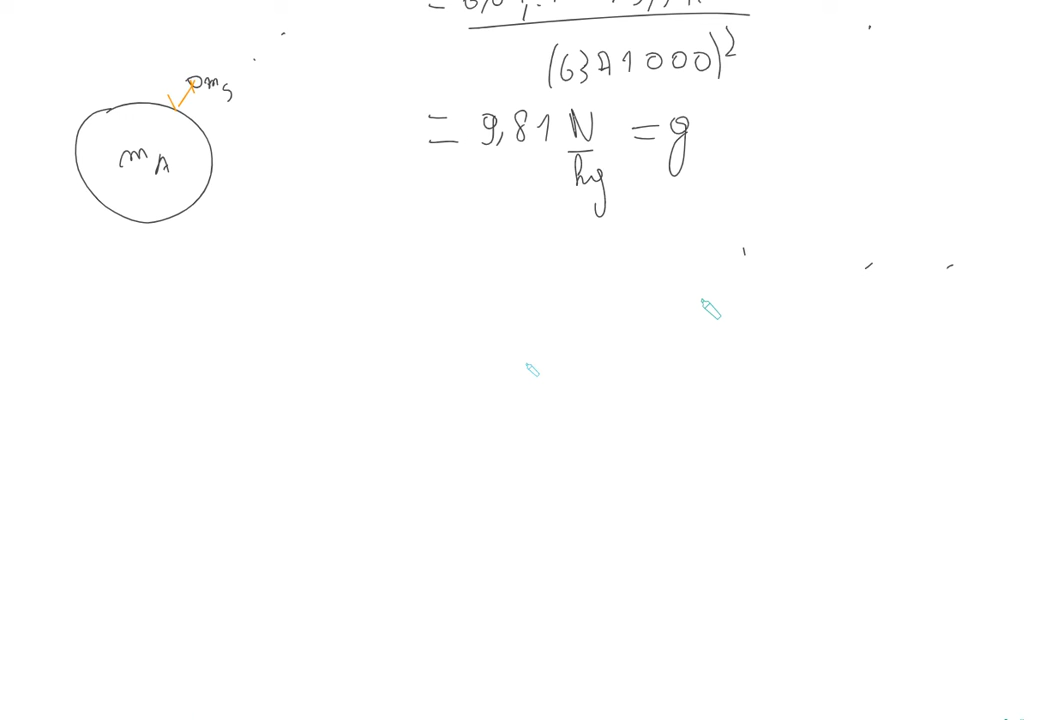 (6371000)²
m_S
= 9,81 N/kg = g
m_A